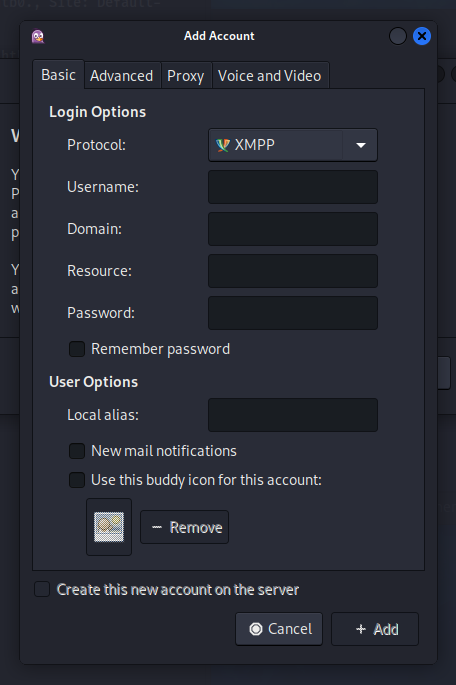 Add Account
Basic Advanced Proxy Voice and Video
Login Options
Protocol: XMPP
Username:
Domain:
Resource:
Password:
Remember password
User Options
Local alias:
New mail notifications
Use this buddy icon for this account:
Remove
Create this new account on the server
Cancel Add